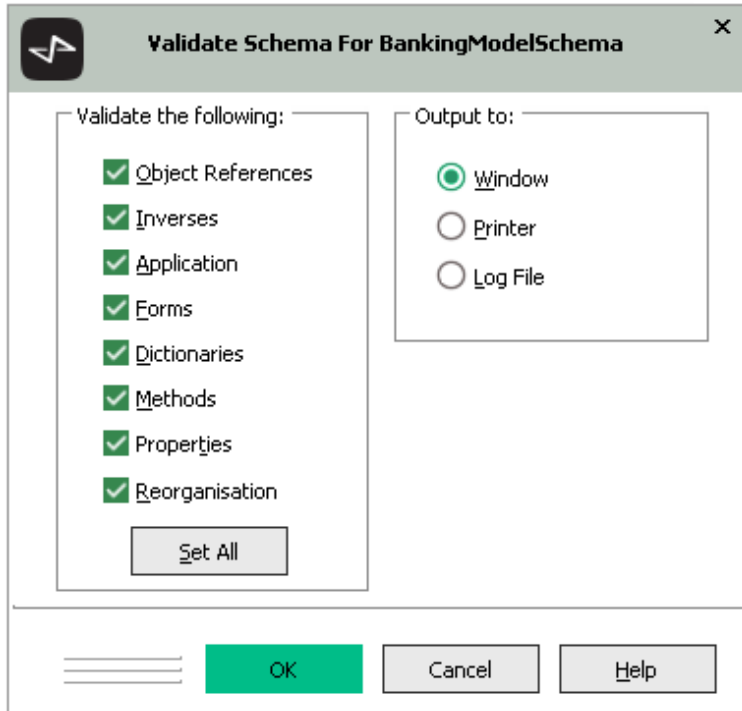 Validate Schema For BankingModelSchema
Validate the following:
Object References
Inverses
Application
Forms
Dictionaries
Methods
Properties
Reorganisation
Set All
Output to:
Window
Printer
Log File
OK
Cancel
Help